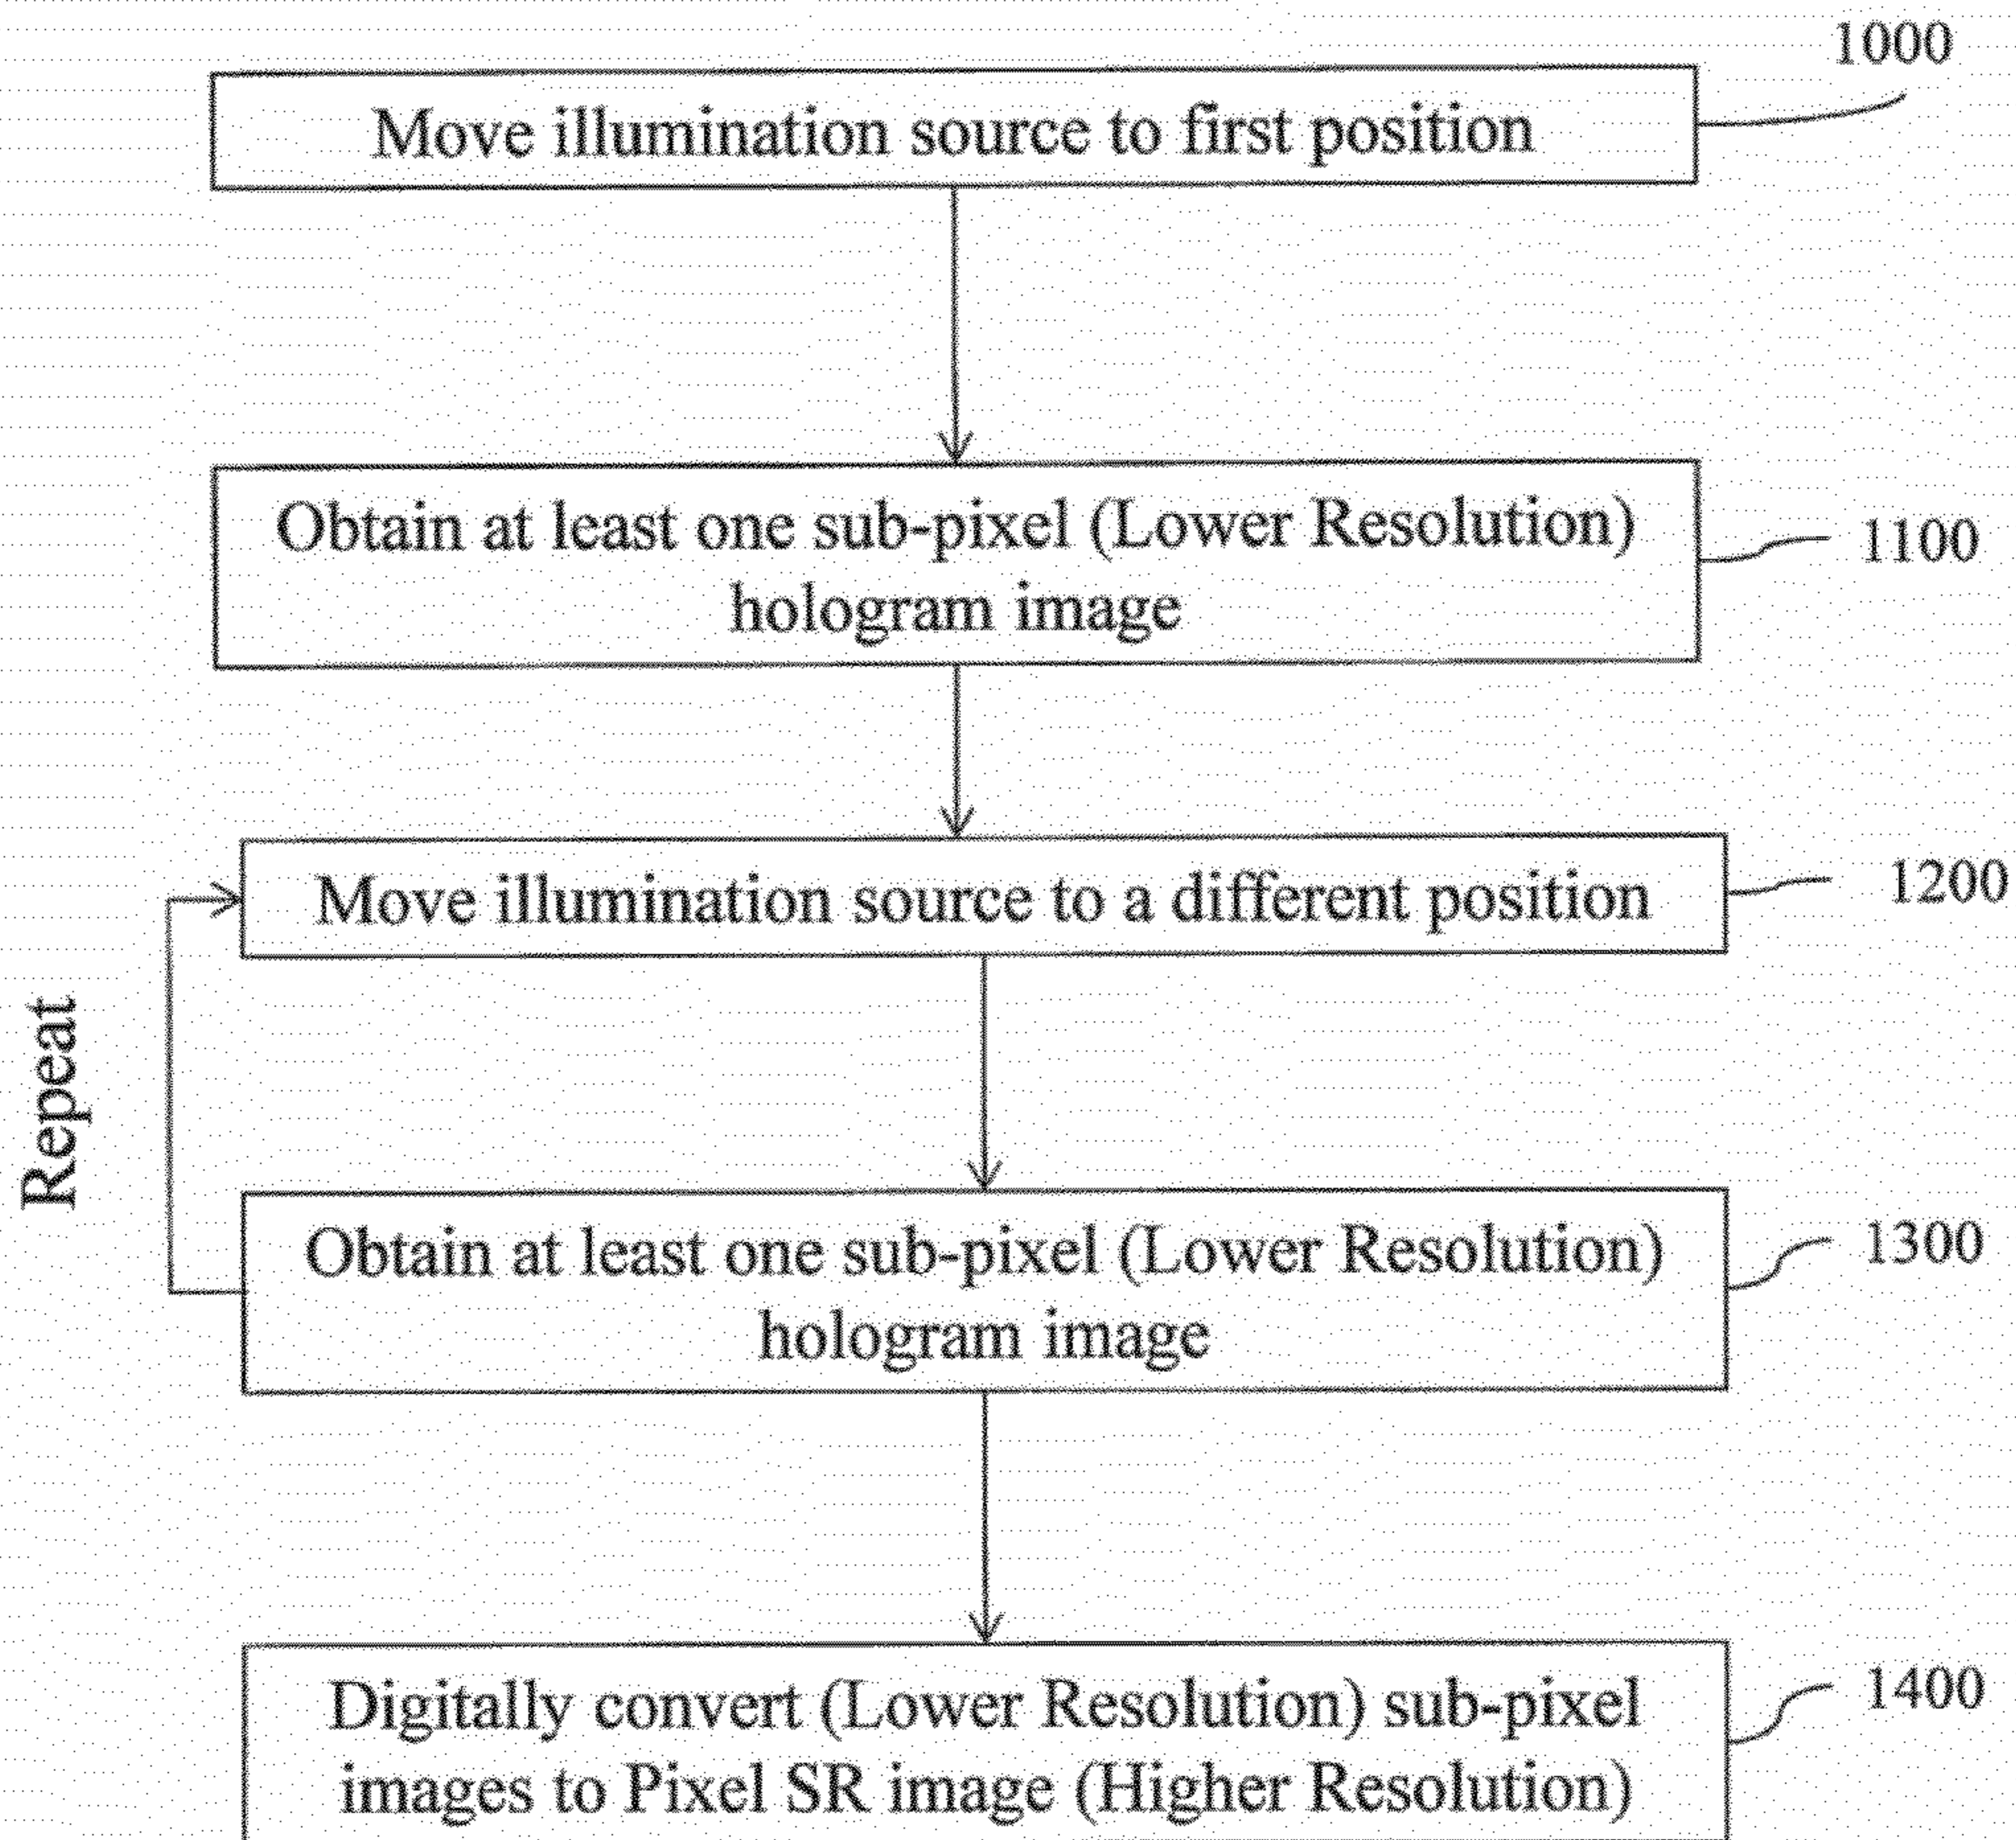 1000
Move illumination source to first position
Obtain at least one sub-pixel (Lower Resolution)
hologram image
1100
Move illumination source to a different position
1200
Repeat
Obtain at least one sub-pixel (Lower Resolution)
hologram image
1300
Digitally convert (Lower Resolution) sub-pixel
images to Pixel SR image (Higher Resolution)
1400